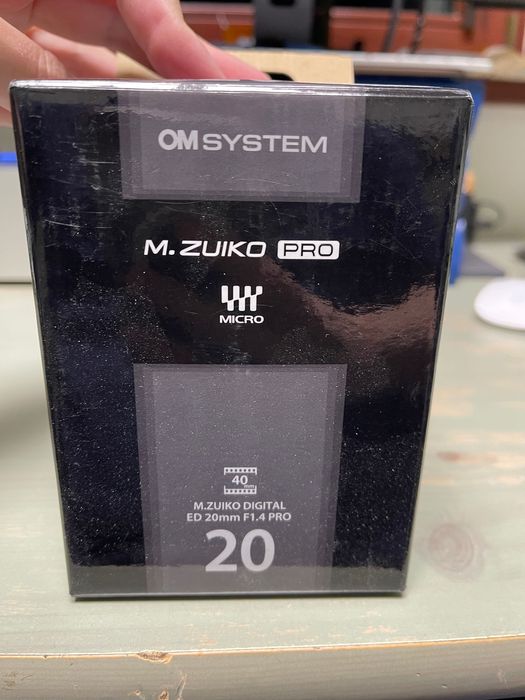 OM SYSTEM
M.ZUIKO PRO
MICRO
40
mm
M.ZUIKO DIGITAL
ED 20mm F1.4 PRO
20